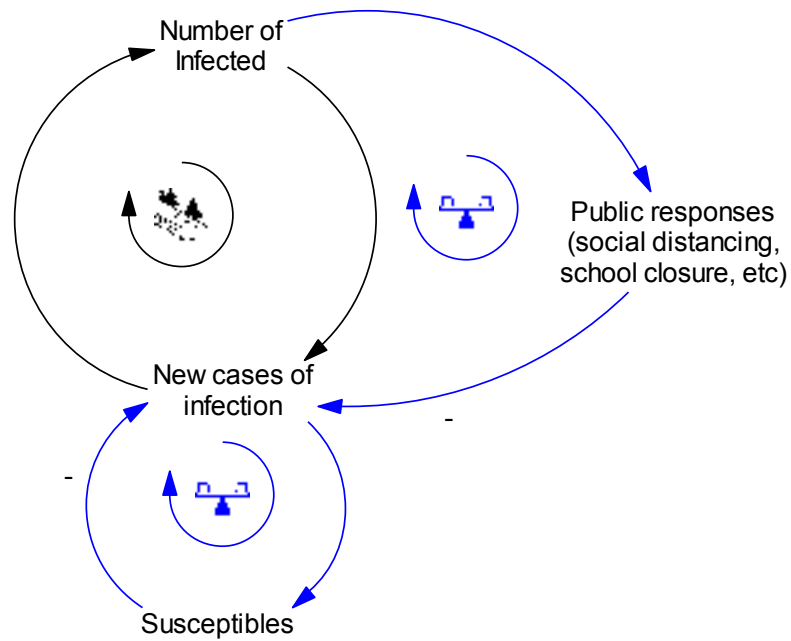 Number of
Infected
Public responses
(social distancing,
school closure, etc)
New cases of
infection
-
-
Susceptibles